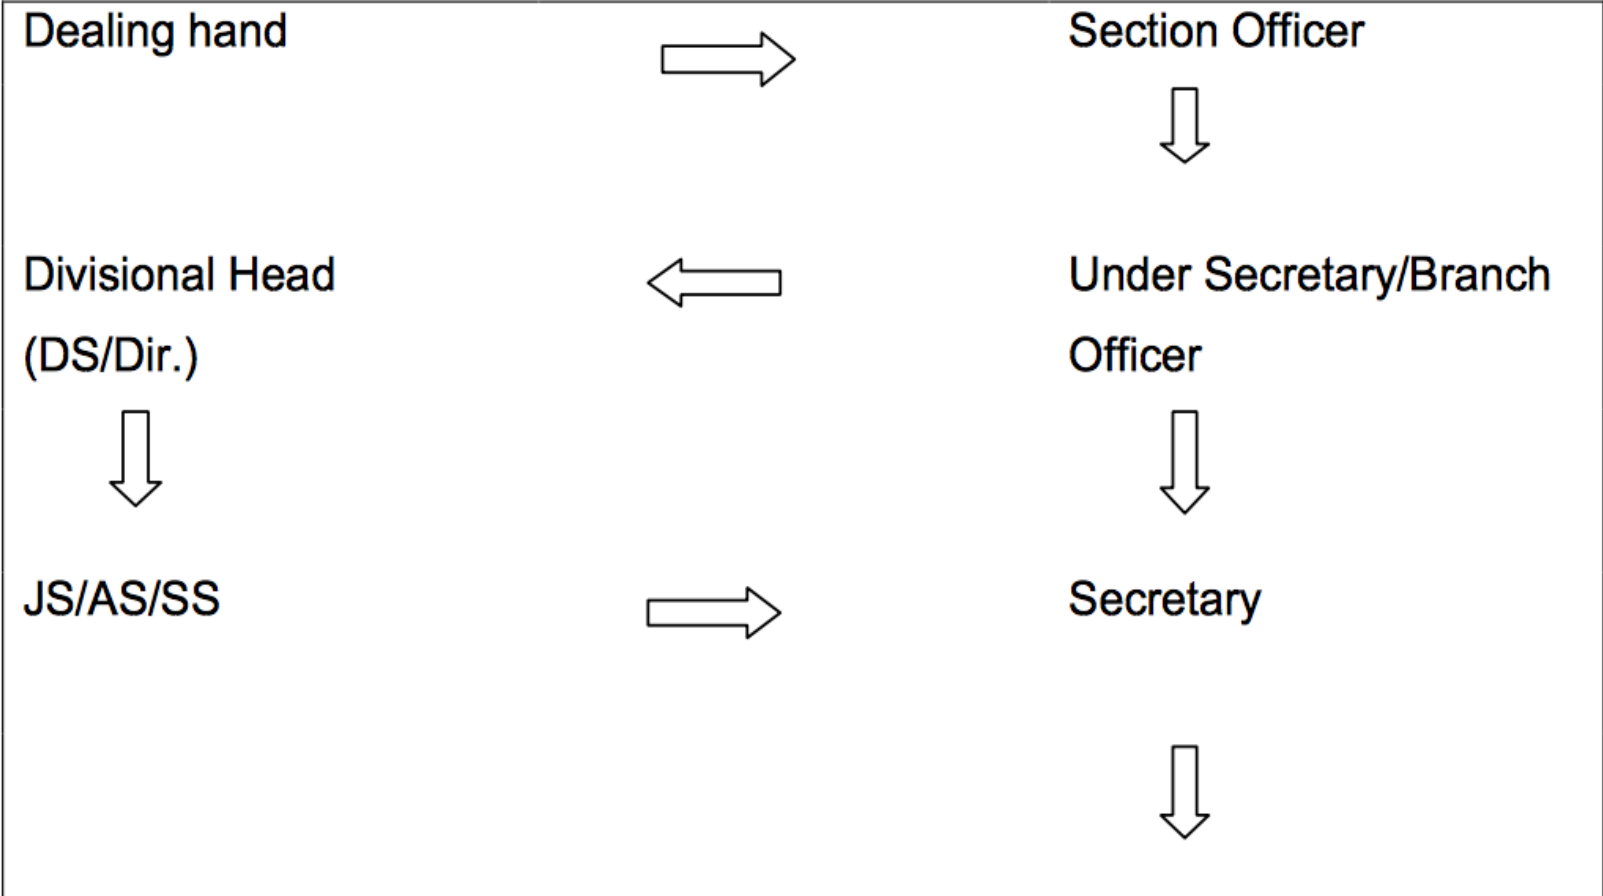 Dealing hand
Section Officer
Divisional Head
Under Secretary/Branch
(DS/Dir.)
Officer
JS/AS/SS
Secretary